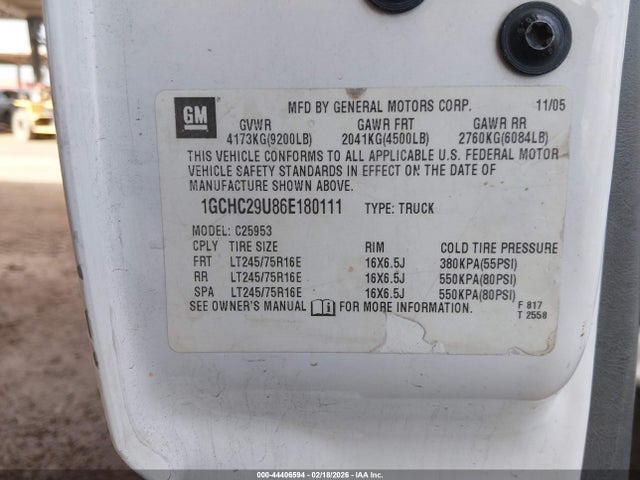 GM
MFD BY GENERAL MOTORS CORP. 11/05
GVWR GAWR FRT GAWR RR
4173KG(9200LB) 2041KG(4500LB) 2760KG(6084LB)
THIS VEHICLE CONFORMS TO ALL APPLICABLE U.S. FEDERAL MOTOR
VEHICLE SAFETY STANDARDS IN EFFECT ON THE DATE OF
MANUFACTURE SHOWN ABOVE.
1GCHC29U86E180111 TYPE: TRUCK
MODEL: C25953
CPLY TIRE SIZE RIM COLD TIRE PRESSURE
FRT LT245/75R16E 16X6.5J 380KPA(55PSI)
RR LT245/75R16E 16X6.5J 550KPA(80PSI)
SPA LT245/75R16E 16X6.5J 550KPA(80PSI)
SEE OWNER'S MANUAL FOR MORE INFORMATION. F 817
T 2558
000-44406594 - 02/18/2026 - IAA Inc.